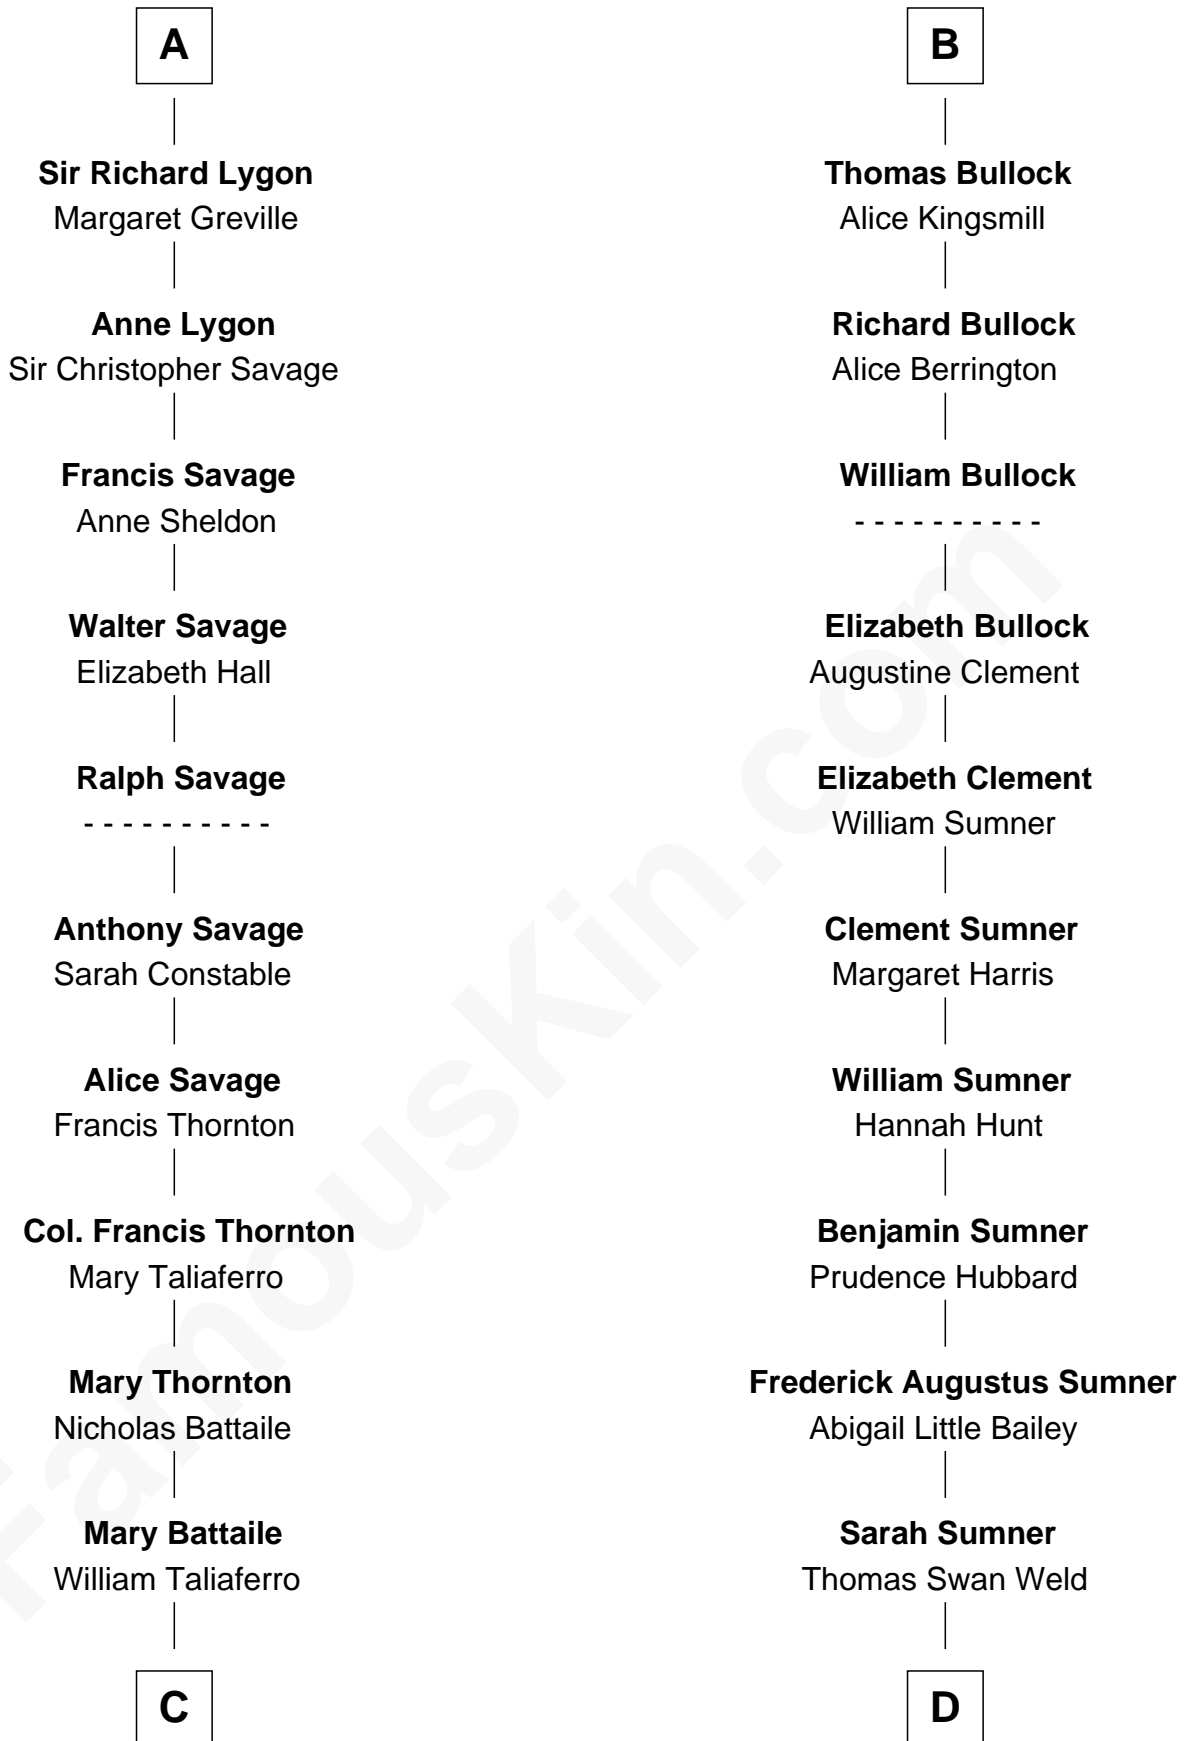 A
Sir Richard Lygon
Margaret Greville
Anne Lygon
Sir Christopher Savage
Francis Savage
Anne Sheldon
Walter Savage
Elizabeth Hall
Ralph Savage
- - - - - - - - - -
Anthony Savage
Sarah Constable
Alice Savage
Francis Thornton
Col. Francis Thornton
Mary Taliaferro
Mary Thornton
Nicholas Battaile
Mary Battaile
William Taliaferro
C
B
Thomas Bullock
Alice Kingsmill
Richard Bullock
Alice Berrington
William Bullock
- - - - - - - - - -
Elizabeth Bullock
Augustine Clement
Elizabeth Clement
William Sumner
Clement Sumner
Margaret Harris
William Sumner
Hannah Hunt
Benjamin Sumner
Prudence Hubbard
Frederick Augustus Sumner
Abigail Little Bailey
Sarah Sumner
Thomas Swan Weld
D
FamousKin.com